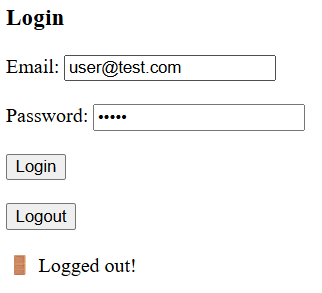 Login
Email: user@test.com
Password: •••••
Login
Logout
🚪 Logged out!